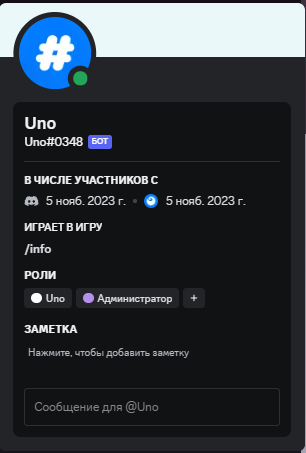 #
Uno
Uno#0348 БОТ
В ЧИСЛЕ УЧАСТНИКОВ С
5 нояб. 2023 г. • 5 нояб. 2023 г.
ИГРАЕТ В ИГРУ
/info
РОЛИ
Uno Администратор +
ЗАМЕТКА
Нажмите, чтобы добавить заметку
Сообщение для @Uno